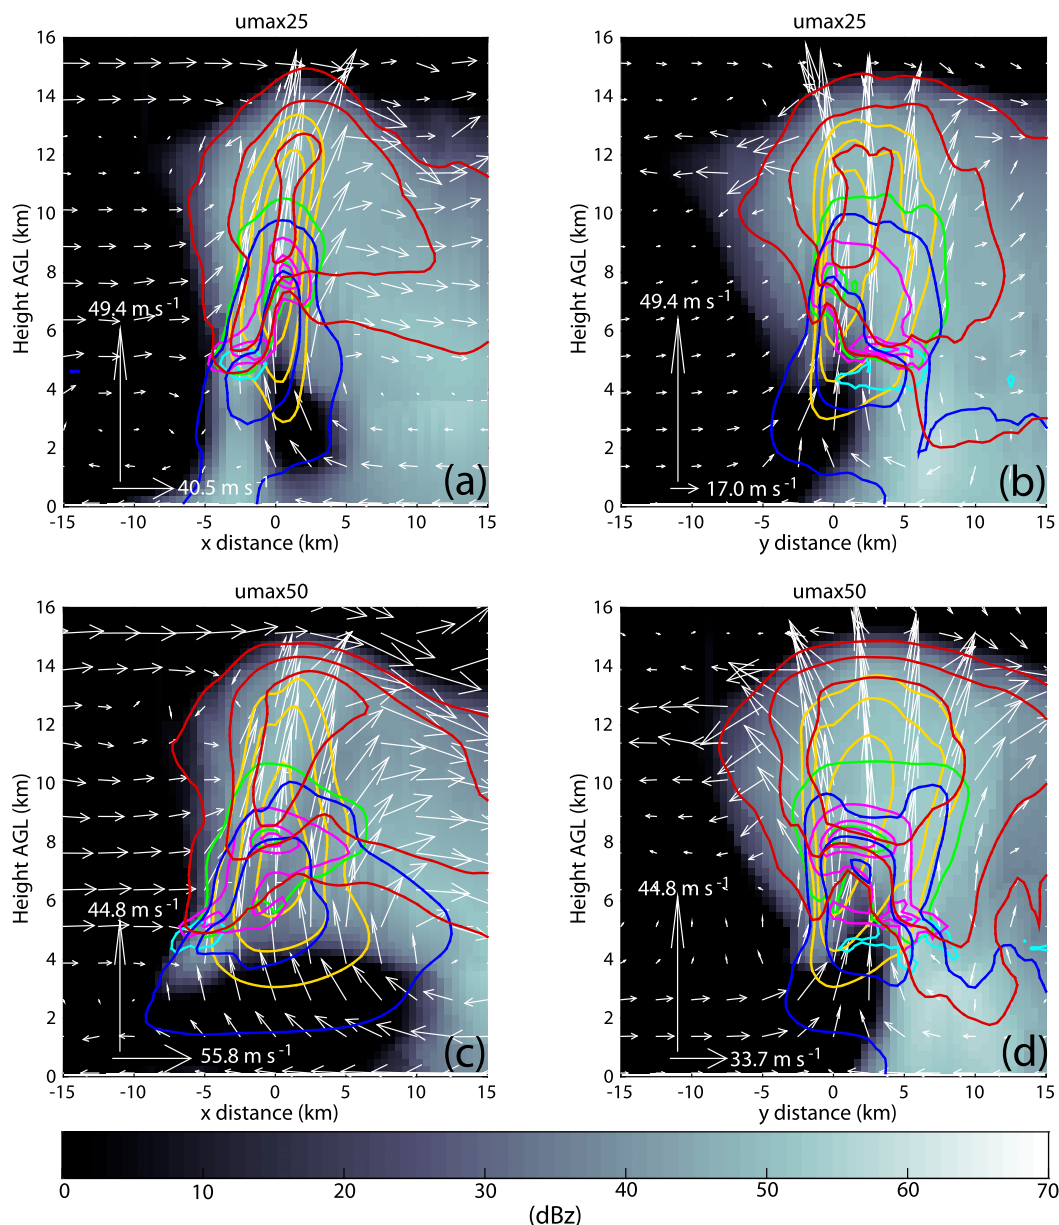 umax25
16
14
12
10
8
6
4
2
0
Height AGL (km)
49.4 m s-1
40.5 m s-1
(a)
-15 -10 -5 0 5 10 15
x distance (km)
umax25
16
14
12
10
8
6
4
2
0
Height AGL (km)
49.4 m s-1
17.0 m s-1
(b)
-15 -10 -5 0 5 10 15
y distance (km)
umax50
16
14
12
10
8
6
4
2
0
Height AGL (km)
44.8 m s-1
55.8 m s-1
(c)
-15 -10 -5 0 5 10 15
x distance (km)
umax50
16
14
12
10
8
6
4
2
0
Height AGL (km)
44.8 m s-1
33.7 m s-1
(d)
-15 -10 -5 0 5 10 15
y distance (km)
0 10 20 30 40 50 60 70
(dBz)